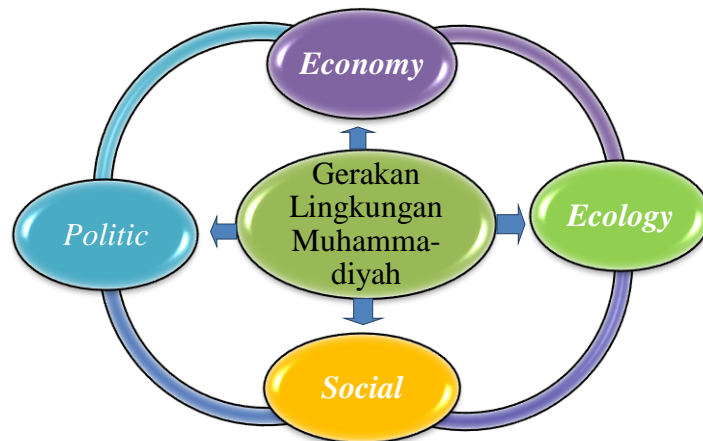 Economy
Gerakan
Lingkungan
Muhamma-
diyah
Politic
Ecology
Social